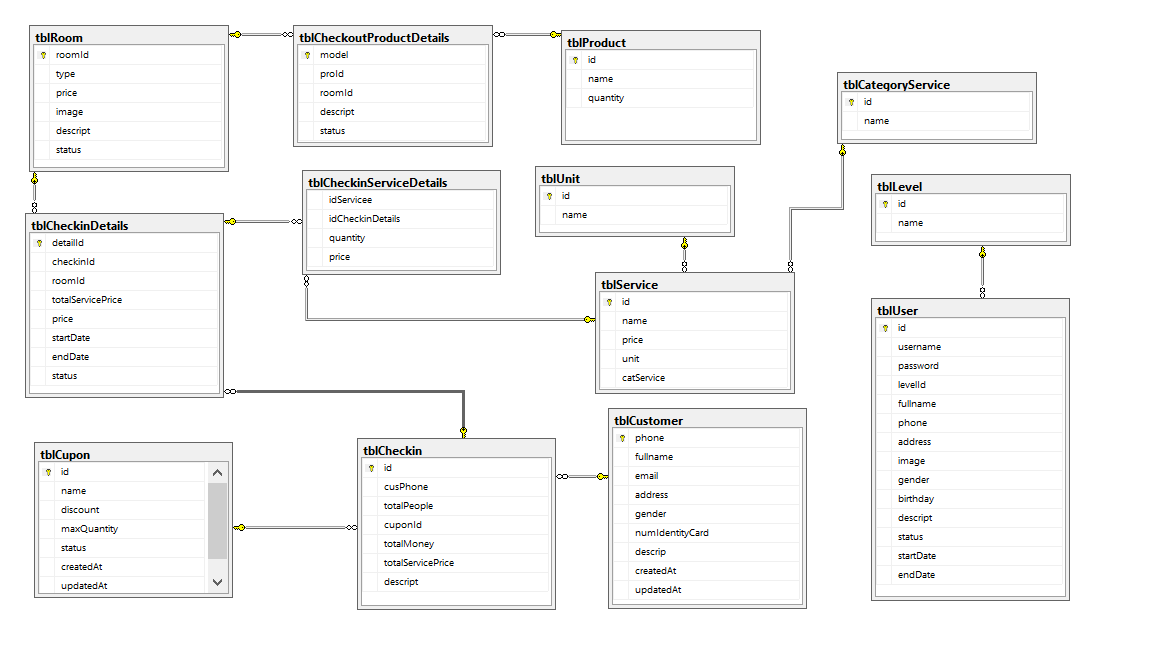 tblRoom
roomId
type
price
image
descript
status
tblCheckoutProductDetails
model
proId
roomId
descript
status
tblProduct
id
name
quantity
tblCategoryService
id
name
tblCheckinServiceDetails
idServicee
idCheckinDetails
quantity
price
tblUnit
id
name
tblLevel
id
name
tblCheckinDetails
detailId
checkinId
roomId
totalServicePrice
price
startDate
endDate
status
tblService
id
name
price
unit
catService
tblUser
id
username
password
levelId
fullname
phone
address
image
gender
birthday
descript
status
startDate
endDate
tblCupon
id
name
discount
maxQuantity
status
createdAt
updatedAt
tblCheckin
id
cusPhone
totalPeople
cuponId
totalMoney
totalServicePrice
descript
tblCustomer
phone
fullname
email
address
gender
numIdentityCard
descrip
createdAt
updatedAt